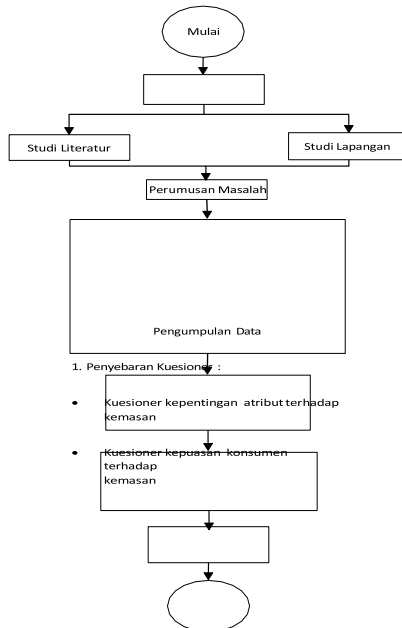 Mulai
Studi Literatur
Studi Lapangan
Perumusan Masalah
Pengumpulan Data
1. Penyebaran Kuesioner :
• Kuesioner kepentingan atribut terhadap
kemasan
• Kuesioner kepuasan konsumen
terhadap
kemasan